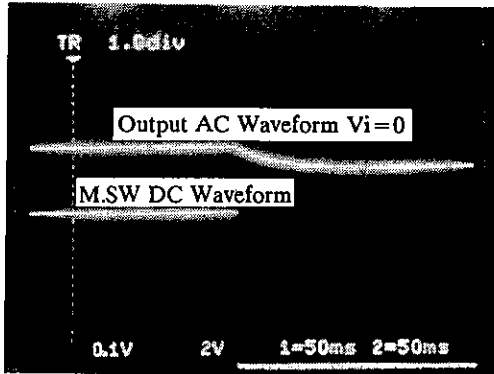 TR 1.0div
Output AC Waveform Vi=0
M.SW DC Waveform
0.1V 2V 1=50ms 2=50ms